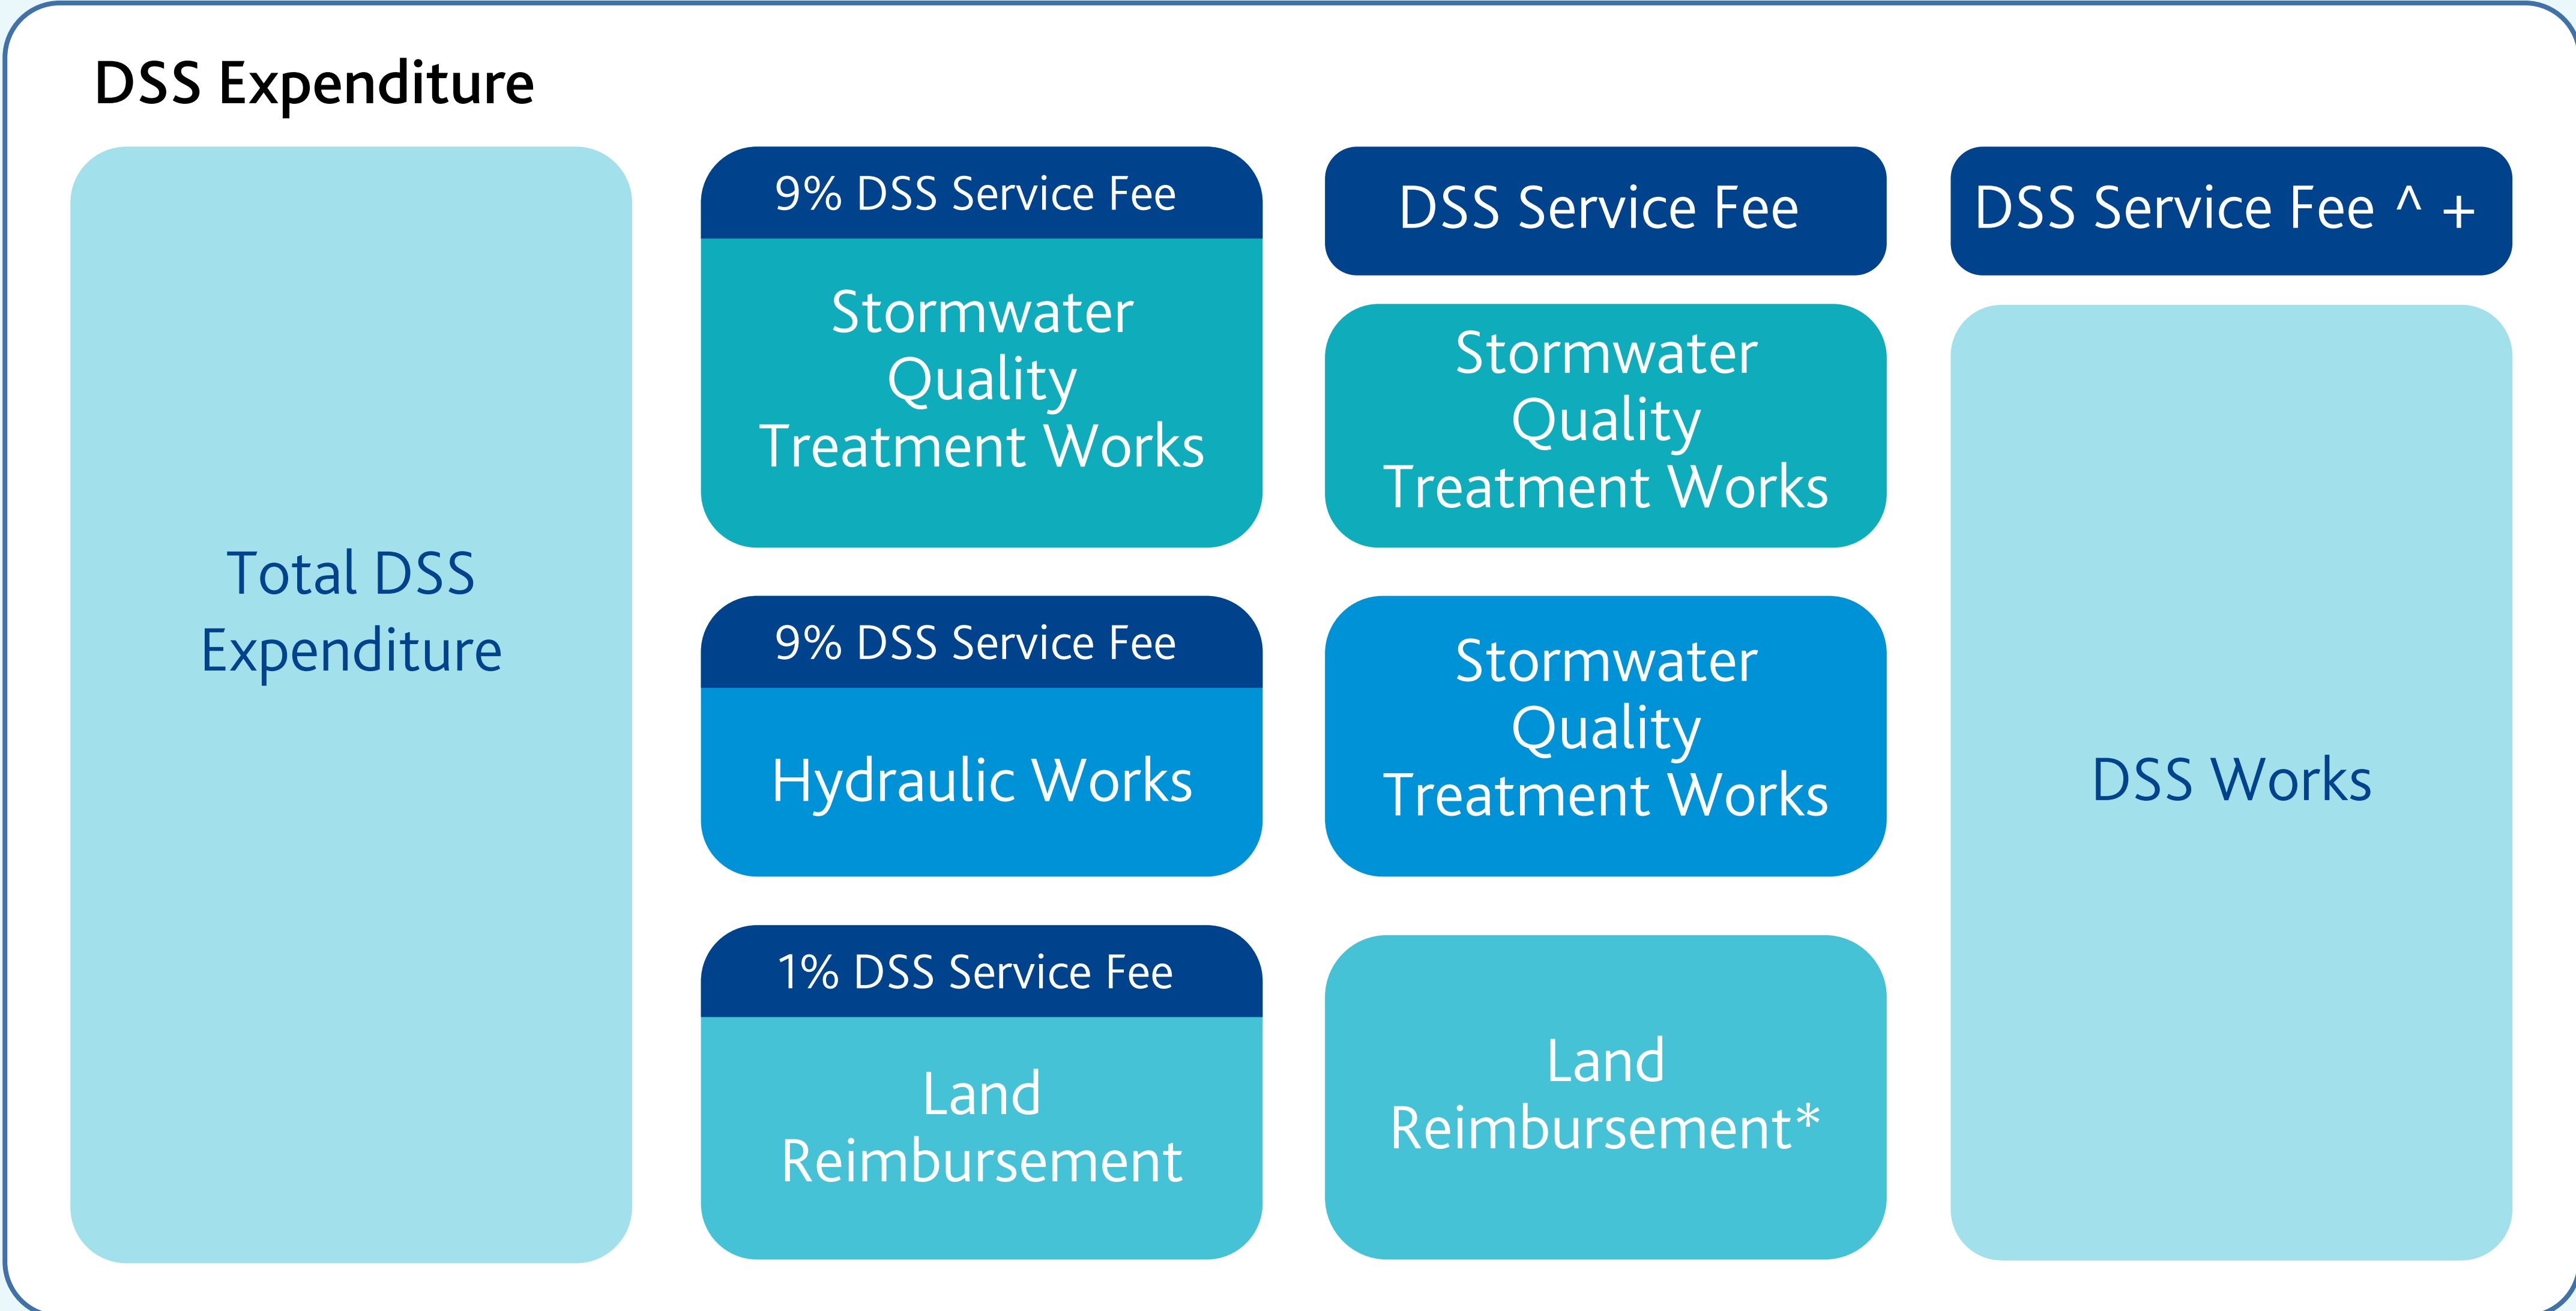 DSS Expenditure
Total DSS
Expenditure
9% DSS Service Fee
Stormwater
Quality
Treatment Works
9% DSS Service Fee
Hydraulic Works
1% DSS Service Fee
Land
Reimbursement
DSS Service Fee
Stormwater
Quality
Treatment Works
Stormwater
Quality
Treatment Works
Land
Reimbursement*
DSS Service Fee ^ +
DSS Works